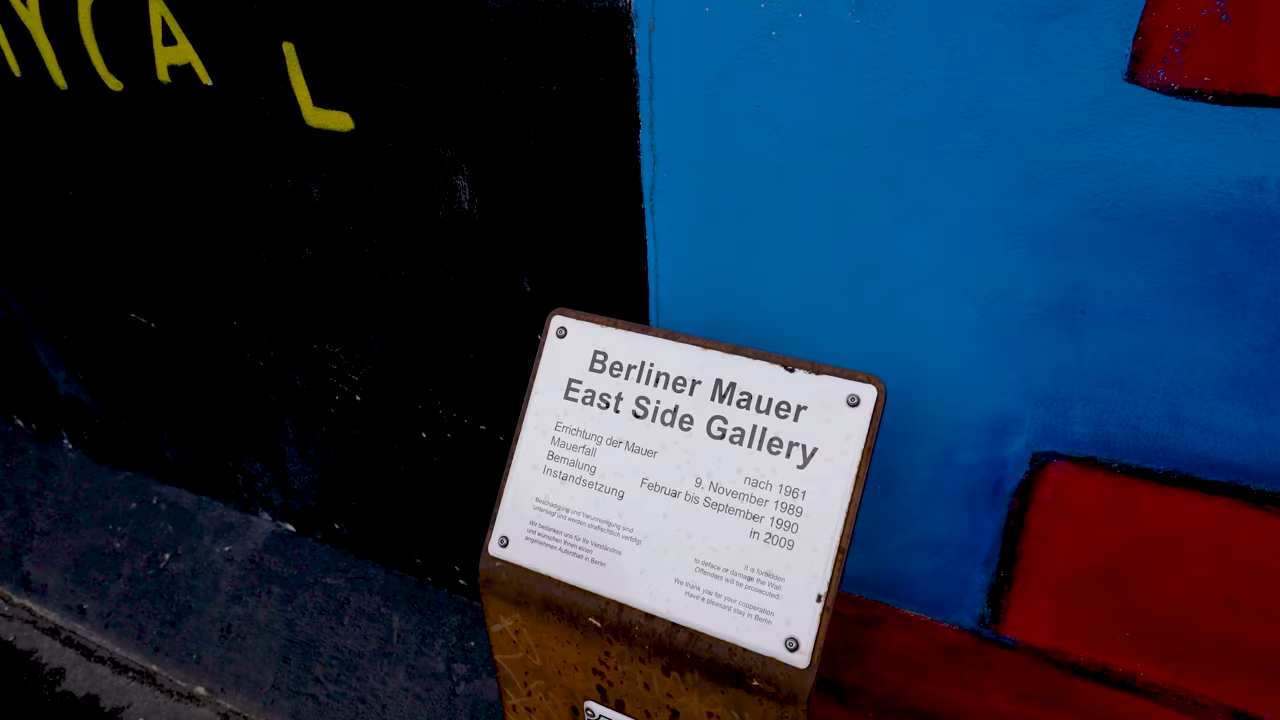 YCA L
Berliner Mauer
East Side Gallery
Errichtung der Mauer nach 1961
Mauerfall 9. November 1989
Bemalung Februar bis September 1990
Instandsetzung in 2009
Beschädigung und Verunreinigung sind
untersagt und werden strafrechtlich verfolgt.
Wir bedanken uns für Ihr Verständnis
und wünschen Ihnen einen
angenehmen Aufenthalt in Berlin.
It is forbidden
to deface or damage the Wall
Offenders will be prosecuted.
We thank you for your cooperation.
Have a pleasant stay in Berlin